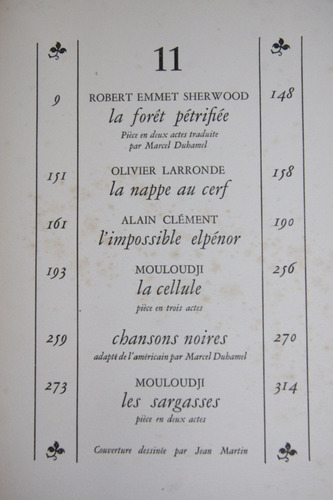 11
9 ROBERT EMMET SHERWOOD 148
la forêt pétrifiée
Pièce en deux actes traduite
par Marcel Duhamel
151 OLIVIER LARRONDE 158
la nappe au cerf
161 ALAIN CLÉMENT 190
l'impossible elpénor
193 MOULOUDJI 256
la cellule
pièce en trois actes
259 chansons noires 270
adapté de l'américain par Marcel Duhamel
273 MOULOUDJI 314
les sargasses
pièce en deux actes
Couverture dessinée par Jean Martin